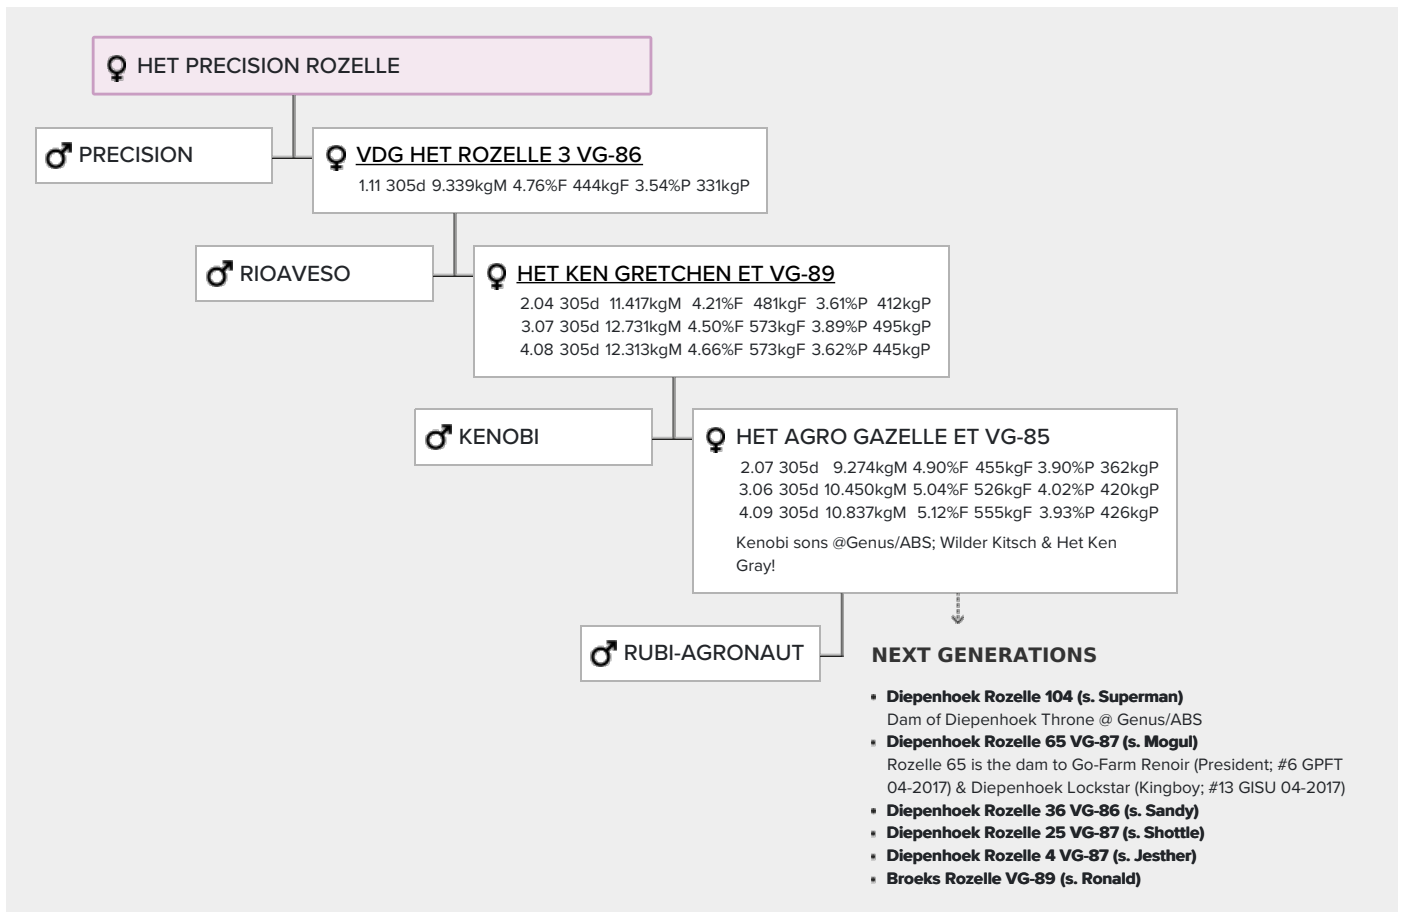 HET PRECISION ROZELLE
PRECISION
VDG HET ROZELLE 3 VG-86
1.11 305d 9.339kgM 4.76%F 444kgF 3.54%P 331kgP
RIOAVESO
HET KEN GRETCHEN ET VG-89
2.04 305d 11.417kgM 4.21%F 481kgF 3.61%P 412kgP
3.07 305d 12.731kgM 4.50%F 573kgF 3.89%P 495kgP
4.08 305d 12.313kgM 4.66%F 573kgF 3.62%P 445kgP
KENOBI
HET AGRO GAZELLE ET VG-85
2.07 305d 9.274kgM 4.90%F 455kgF 3.90%P 362kgP
3.06 305d 10.450kgM 5.04%F 526kgF 4.02%P 420kgP
4.09 305d 10.837kgM 5.12%F 555kgF 3.93%P 426kgP
Kenobi sons @Genus/ABS; Wilder Kitsch & Het Ken
Gray!
RUBI-AGRONAUT
NEXT GENERATIONS
Diepenhoek Rozelle 104 (s. Superman)
Dam of Diepenhoek Throne @ Genus/ABS
Diepenhoek Rozelle 65 VG-87 (s. Mogul)
Rozelle 65 is the dam to Go-Farm Renoir (President; #6 GPFT
04-2017) & Diepenhoek Lockstar (Kingboy; #13 GISU 04-2017)
Diepenhoek Rozelle 36 VG-86 (s. Sandy)
Diepenhoek Rozelle 25 VG-87 (s. Shottle)
Diepenhoek Rozelle 4 VG-87 (s. Jesther)
Broeks Rozelle VG-89 (s. Ronald)